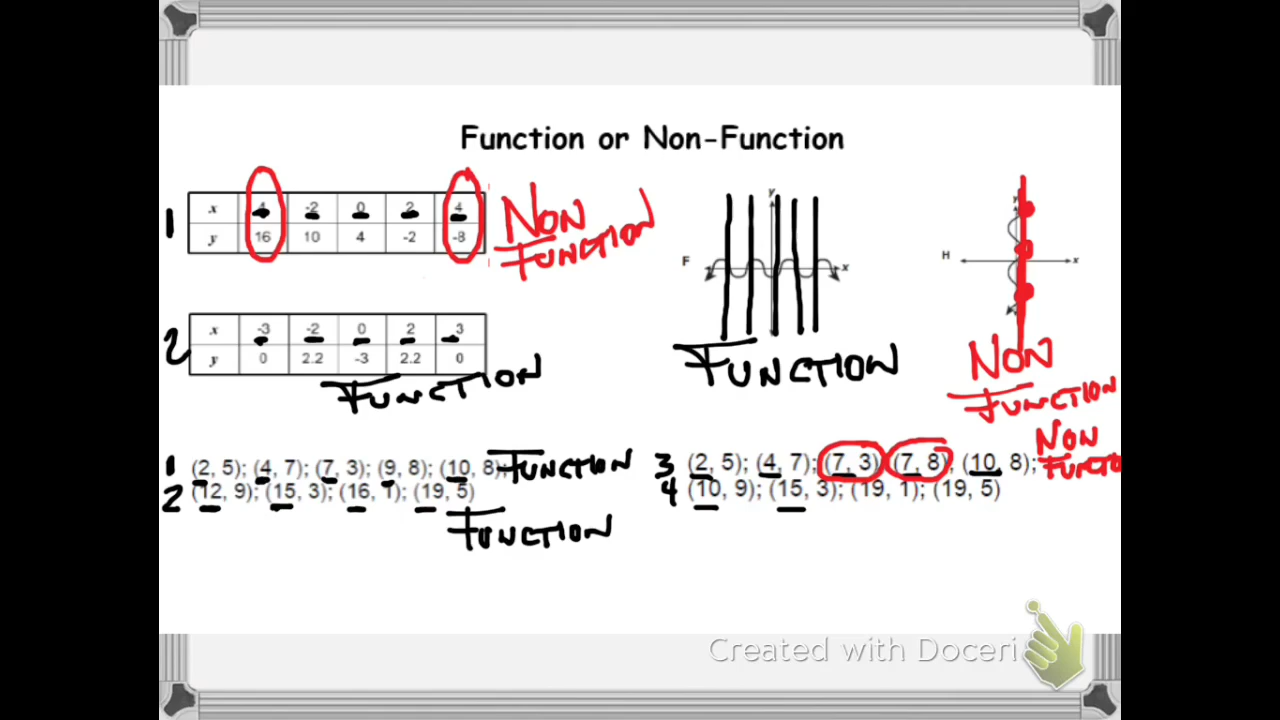 Function or Non-Function
1
x 4 -2 0 2 4
y 16 10 4 -2 -8
NON
FUNCTION
2
x -3 -2 0 2 3
y 0 2.2 -3 2.2 0
FUNCTION
F
y
x
FUNCTION
H
y
x
NON
FUNCTION
1 (2, 5); (4, 7); (7, 3); (9, 8); (10, 8); FUNCTION
2 (12, 9); (15, 3); (16, 1); (19, 5)
FUNCTION
3 (2, 5); (4, 7); (7, 3); (7, 8); (10, 8);
NON
FUNCTIO
4 (10, 9); (15, 3); (19, 1); (19, 5)
Created with Doceri